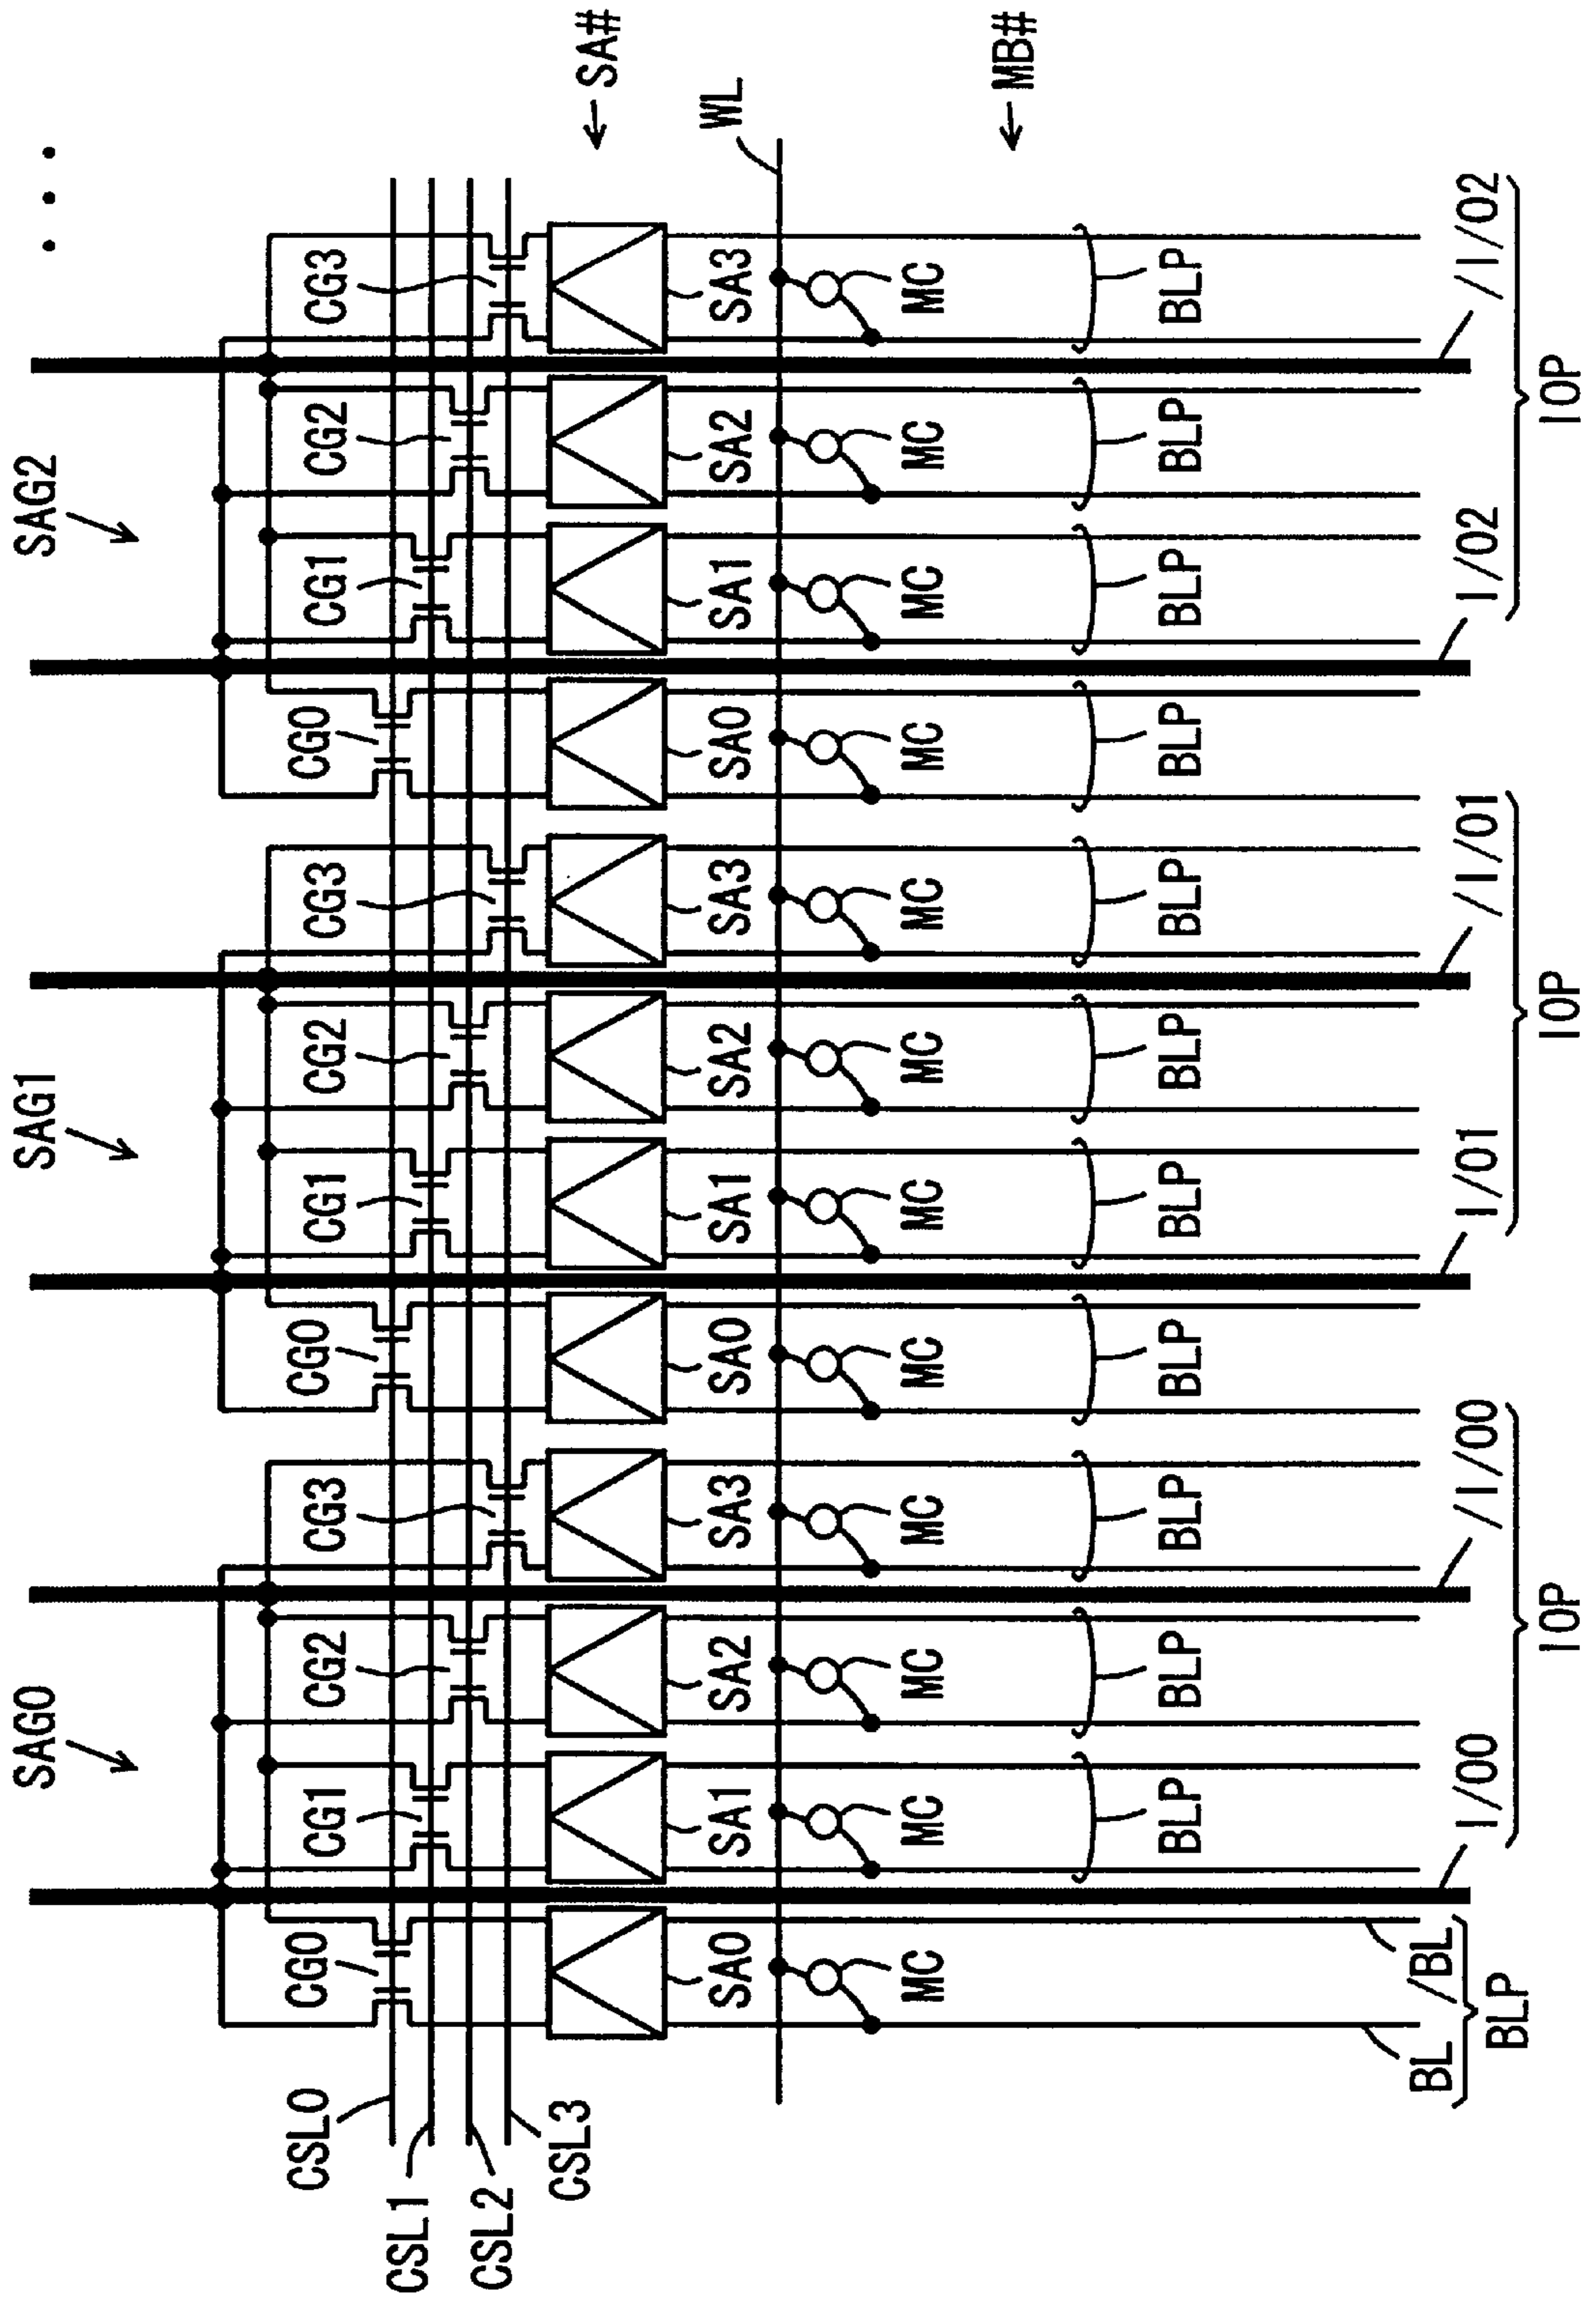 SAG0 SAG1 SAG2 . . .
CSL0 CG0 CG1 CG2 CG3 CG0 CG1 CG2 CG3 CG0 CG1 CG2 CG3
CSL1
CSL2
CSL3
SA#
SA0 SA1 SA2 SA3 SA0 SA1 SA2 SA3 SA0 SA1 SA2 SA3 WL
MC MC MC MC MC MC MC MC MC MC MC MC
MB#
BLP BLP BLP BLP BLP BLP BLP BLP BLP BLP BLP
BL /BL I/O0 /I/O0 I/O1 /I/O1 I/O2 /I/O2
BLP IOP IOP IOP